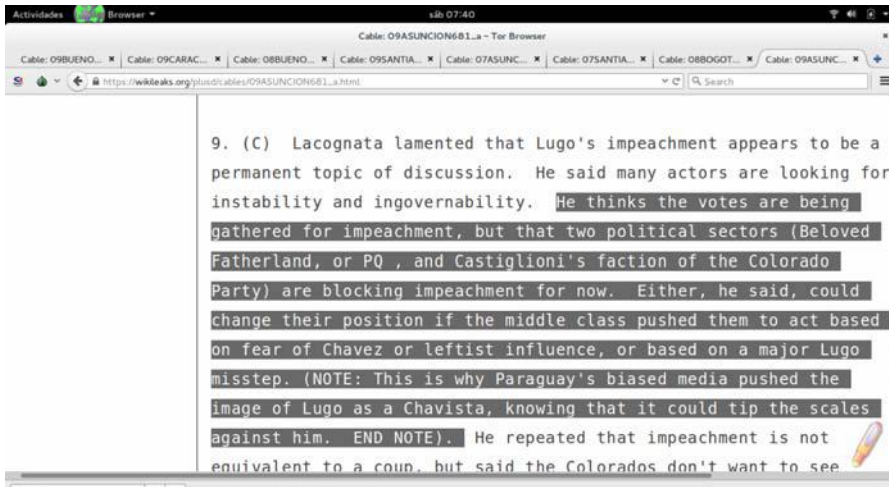 Actividades Browser sáb 07:40
Cable: 09ASUNCION681_a - Tor Browser
Cable: 09BUENO... Cable: 09CARAC... Cable: 08BUENO... Cable: 09SANTIA... Cable: 07ASUNC... Cable: 07SANTIA... Cable: 08BOGOT... Cable: 09ASUNC...
https://wikileaks.org/plusd/cables/09ASUNCION681_a.html Search
9. (C) Lacognata lamented that Lugo's impeachment appears to be a
permanent topic of discussion. He said many actors are looking for
instability and ingovernability. He thinks the votes are being
gathered for impeachment, but that two political sectors (Beloved
Fatherland, or PQ , and Castiglioni's faction of the Colorado
Party) are blocking impeachment for now. Either, he said, could
change their position if the middle class pushed them to act based
on fear of Chavez or leftist influence, or based on a major Lugo
misstep. (NOTE: This is why Paraguay's biased media pushed the
image of Lugo as a Chavista, knowing that it could tip the scales
against him. END NOTE). He repeated that impeachment is not
equivalent to a coup, but said the Colorados don't want to see